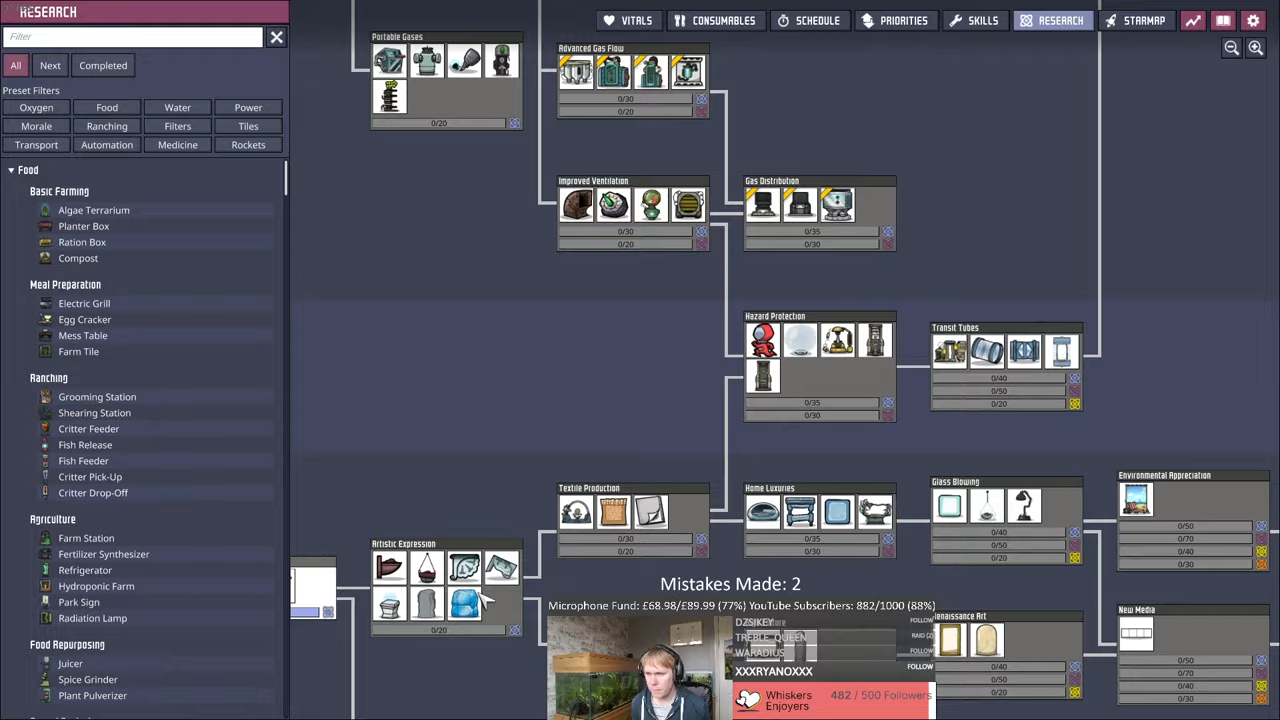 RESEARCH
VITALS
CONSUMABLES
SCHEDULE
PRIORITIES
SKILLS
RESEARCH
STARMAP
Filter
All
Next
Completed
Preset Filters
Oxygen
Food
Water
Power
Morale
Ranching
Filters
Tiles
Transport
Automation
Medicine
Rockets
Food
Basic Farming
Algae Terrarium
Planter Box
Ration Box
Compost
Meal Preparation
Electric Grill
Egg Cracker
Mess Table
Farm Tile
Ranching
Grooming Station
Shearing Station
Critter Feeder
Fish Release
Fish Feeder
Critter Pick-Up
Critter Drop-Off
Agriculture
Farm Station
Fertilizer Synthesizer
Refrigerator
Hydroponic Farm
Park Sign
Radiation Lamp
Food Repurposing
Juicer
Spice Grinder
Plant Pulverizer
Portable Gases
0/20
Advanced Gas Flow
0/30
0/20
Improved Ventilation
0/30
0/20
Gas Distribution
0/35
0/30
Hazard Protection
0/35
0/30
Transit Tubes
0/40
0/50
0/20
Textile Production
0/30
0/20
Home Luxuries
0/35
0/30
Glass Blowing
0/40
0/50
0/20
Environmental Appreciation
0/50
0/70
0/40
0/30
Artistic Expression
0/20
Renaissance Art
0/40
0/50
0/20
New Media
0/50
0/70
0/40
0/30
Mistakes Made: 2
Microphone Fund: £68.98/£89.99 (77%) YouTube Subscribers: 882/1000 (88%)
DZSJKEY
FOLLOW
TREBLE_QUEEN
RAID (2)
WARADIUS
FOLLOW
XXXRYANOXXX
FOLLOW
Whiskers
Enjoyers
482 / 500 Followers